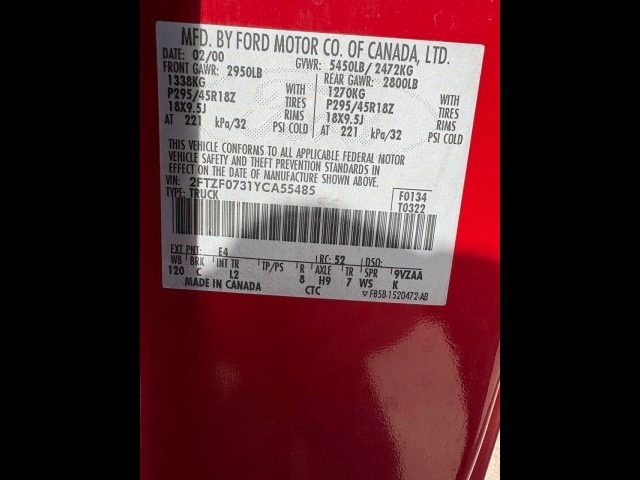 MFD. BY FORD MOTOR CO. OF CANADA, LTD.
DATE: 02/00 GVWR: 5450LB/ 2472KG
FRONT GAWR: 2950LB REAR GAWR: 2800LB
1338KG WITH 1270KG WITH
P295/45R18Z TIRES P295/45R18Z TIRES
18X9.5J RIMS 18X9.5J RIMS
AT 221 kPa/32 PSI COLD AT 221 kPa/32 PSI COLD
THIS VEHICLE CONFORMS TO ALL APPLICABLE FEDERAL MOTOR
VEHICLE SAFETY AND THEFT PREVENTION STANDARDS IN
EFFECT ON THE DATE OF MANUFACTURE SHOWN ABOVE.
VEHICLE IDENT. NO.: 2FTZF0731YCA55485
TYPE: TRUCK F0134
T0322
EXT PNT: E4 RC: 52 DSO:
WB BRK INT TR TP/PS R AXLE TR SPR 9VZAA
120 C L2 8 H9 7 WS K
MADE IN CANADA CTC ▽ F85B-1520472-AB